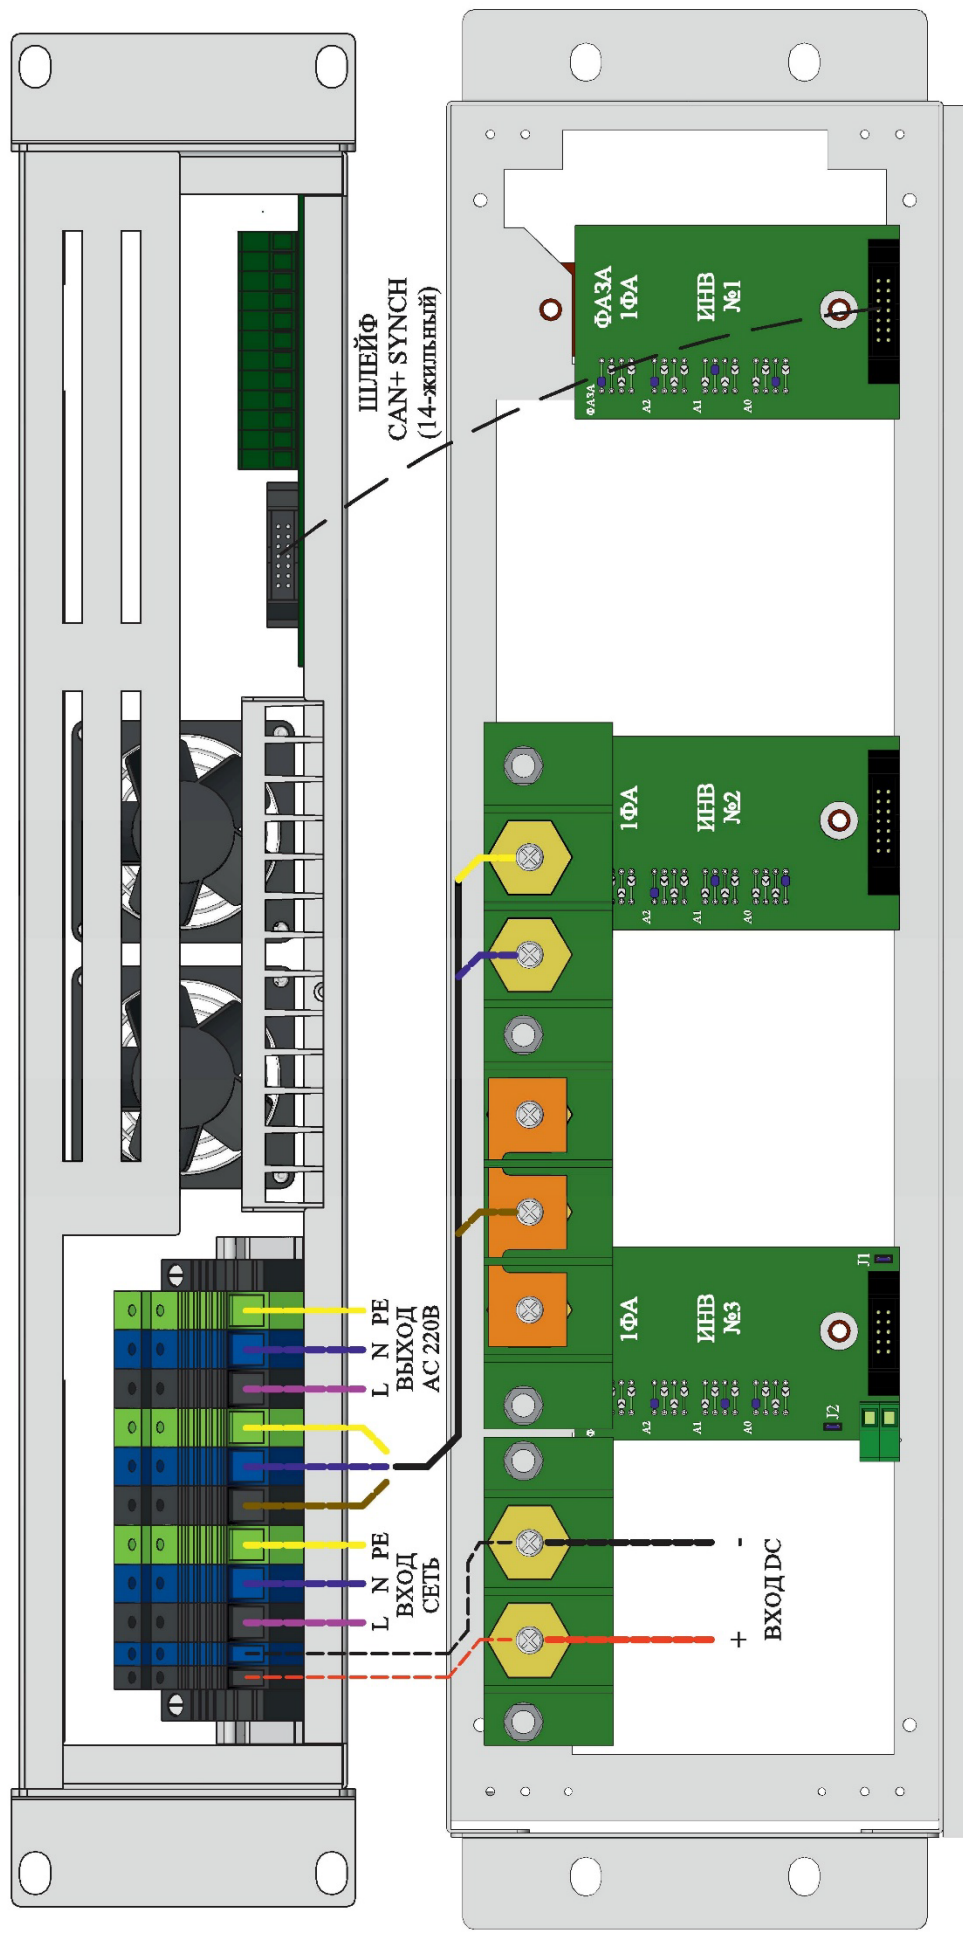 ШЛЕЙФ
CAN+ SYNCH
(14-жильный)
ФАЗА
1ФА
ИНВ
№1
ФАЗА
A2
A1
A0
1ФА
ИНВ
№2
A2
A1
A0
PE
N
L
ВЫХОД
АС 220В
1ФА
ИНВ
№3
J1
A2
A1
A0
J2
PE
N
L
ВХОД
СЕТЬ
-
+
ВХОД DC